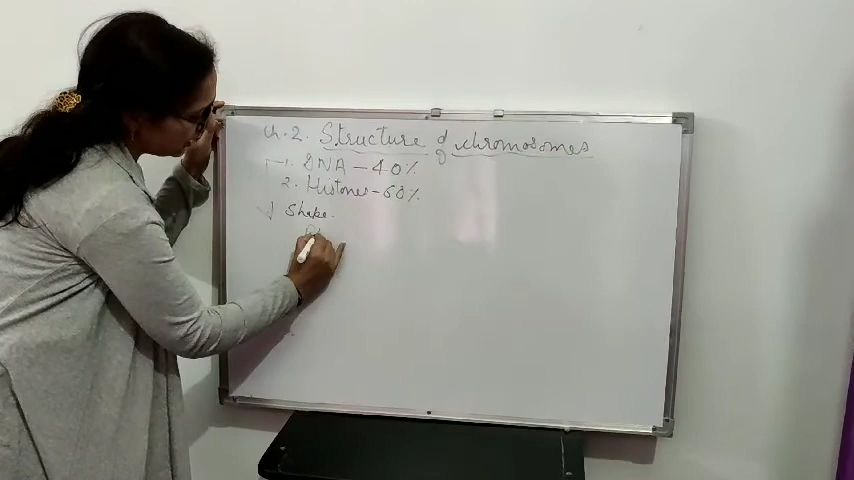 Ch. 2. Structure of chromosomes
1. DNA - 40%
2. Histones - 60%
Shape.